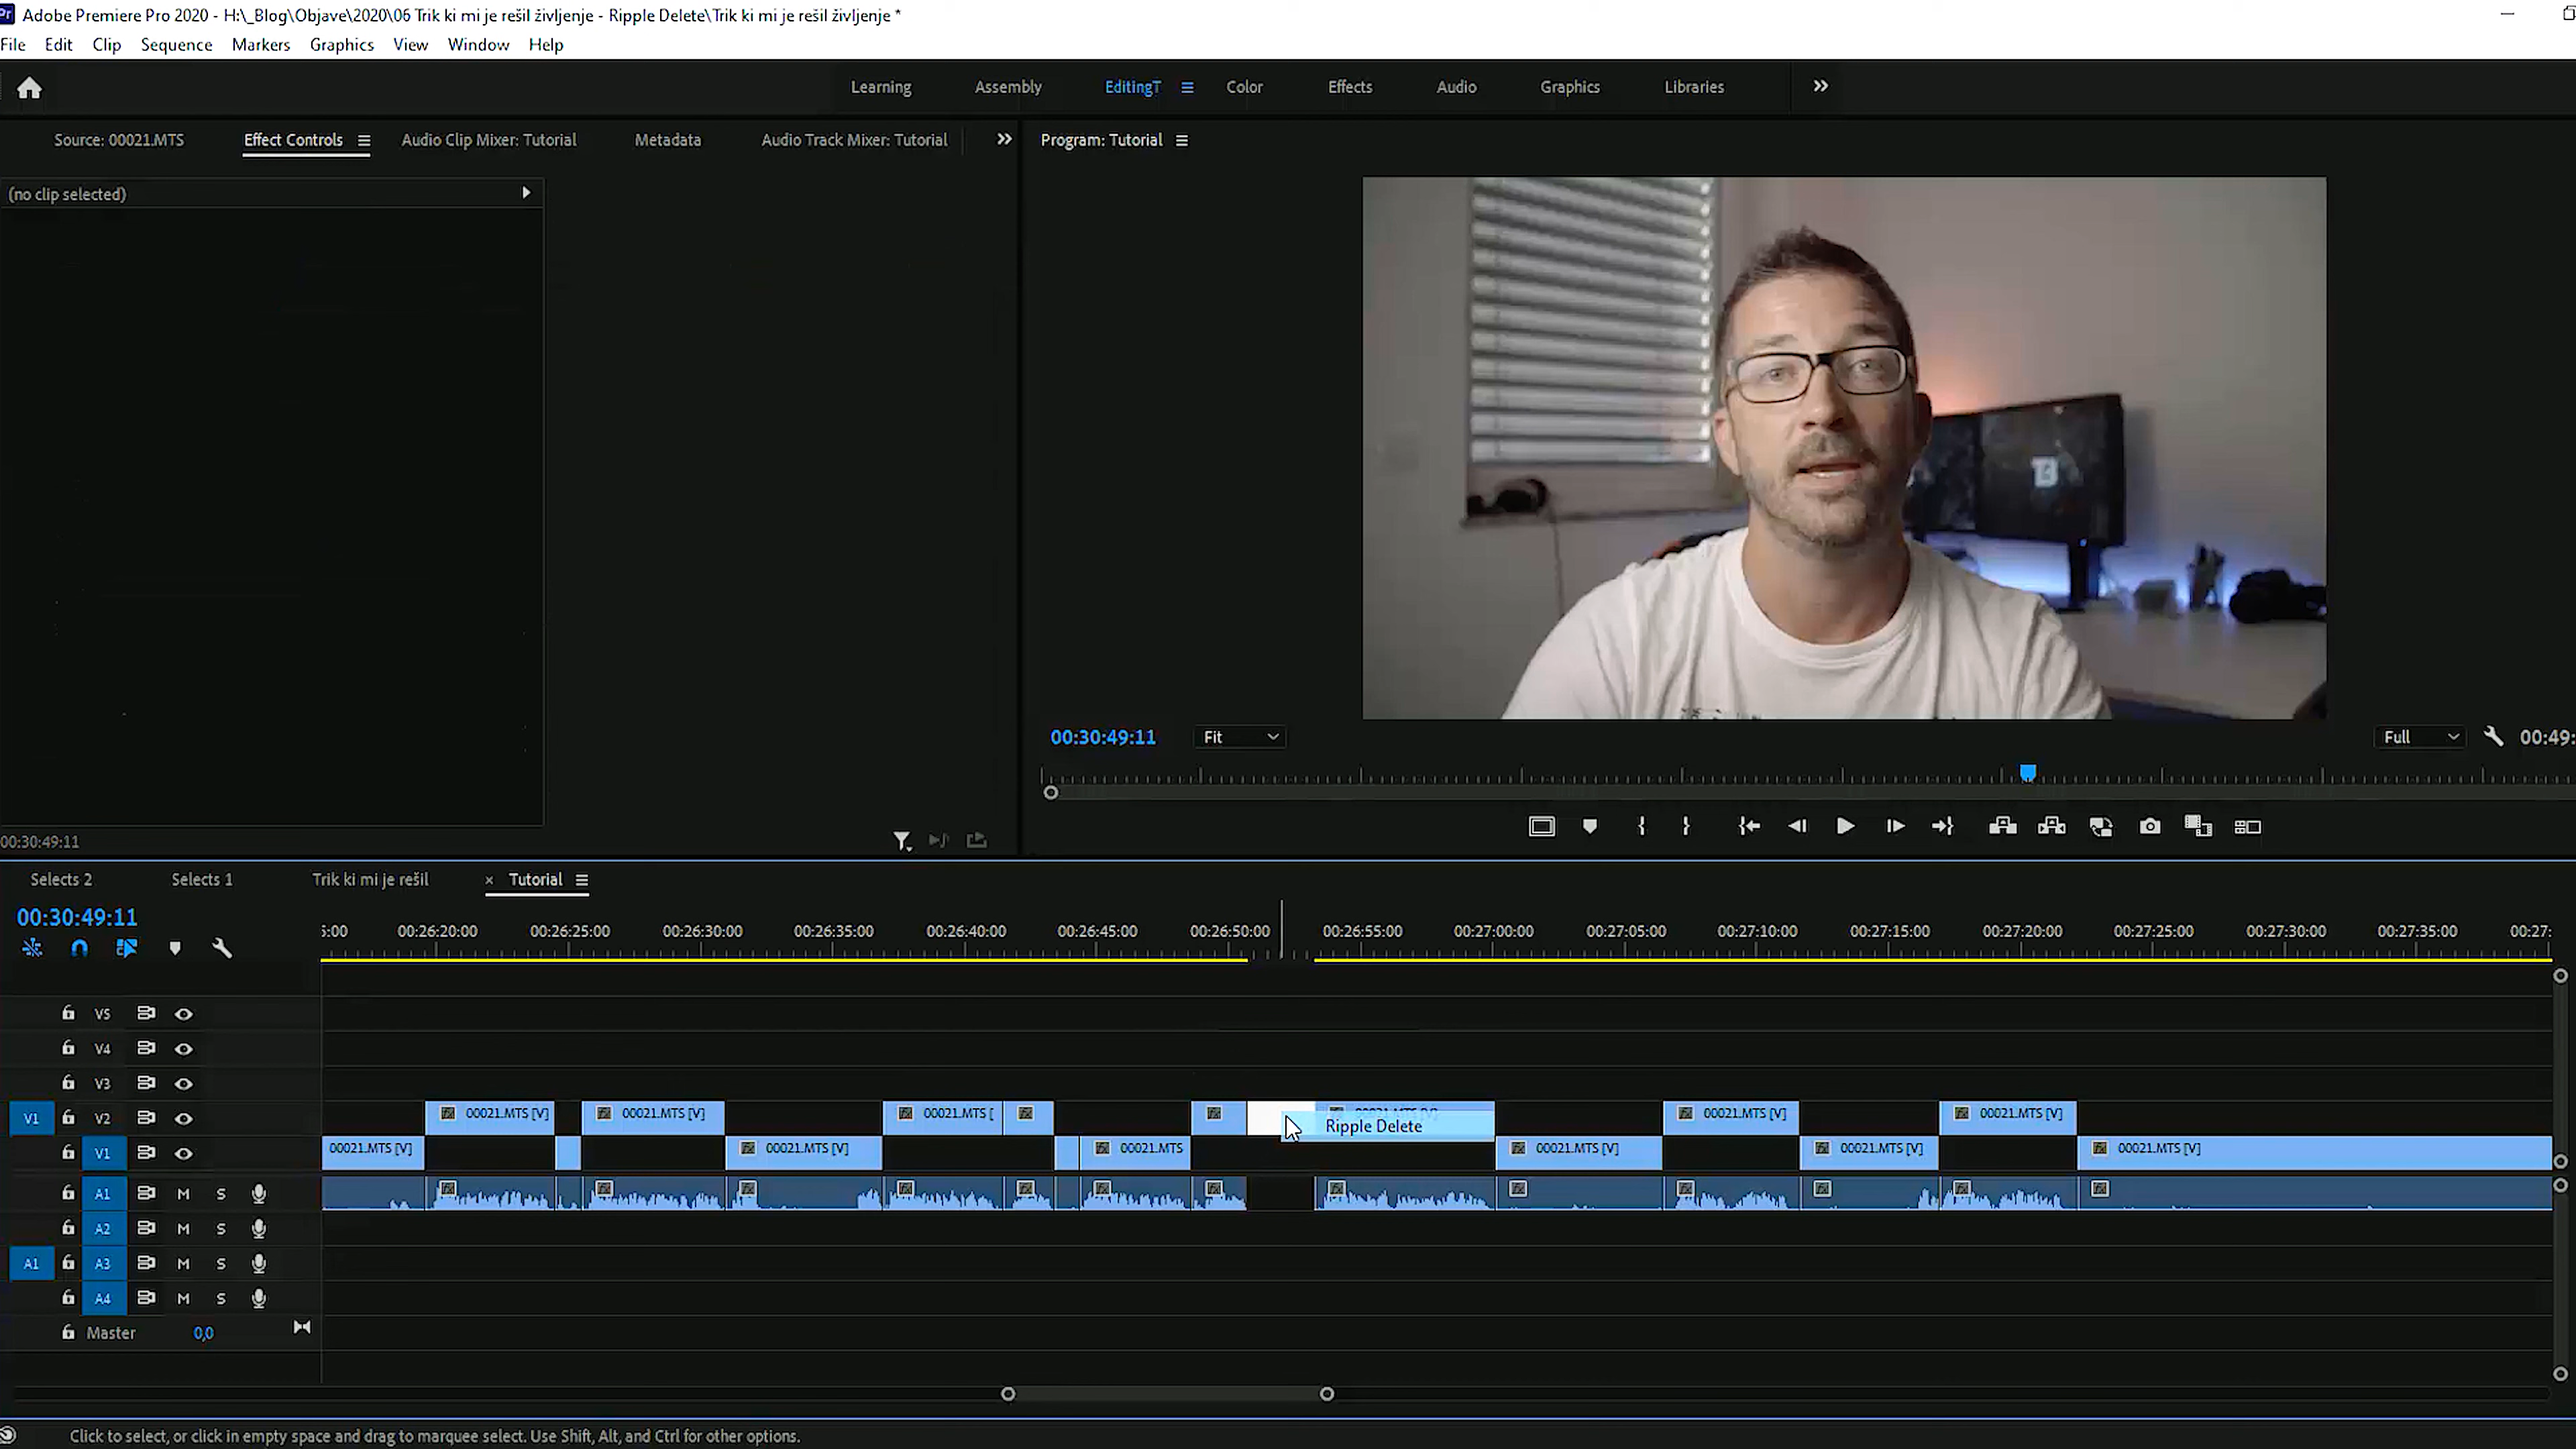 Adobe Premiere Pro 2020 - H:\_Blog\Objave\2020\06 Trik ki mi je rešil življenje - Ripple Delete\Trik ki mi je rešil življenje *
File Edit Clip Sequence Markers Graphics View Window Help
Learning Assembly EditingT Color Effects Audio Graphics Libraries
Source: 00021.MTS Effect Controls Audio Clip Mixer: Tutorial Metadata Audio Track Mixer: Tutorial Program: Tutorial
(no clip selected)
00:30:49:11 Fit Full 00:49:
00:30:49:11
Selects 2 Selects 1 Trik ki mi je rešil × Tutorial
00:30:49:11
5:00 00:26:20:00 00:26:25:00 00:26:30:00 00:26:35:00 00:26:40:00 00:26:45:00 00:26:50:00 00:26:55:00 00:27:00:00 00:27:05:00 00:27:10:00 00:27:15:00 00:27:20:00 00:27:25:00 00:27:30:00 00:27:35:00 00:27:
V5
V4
V3
V1 V2 00021.MTS [V] 00021.MTS [V] 00021.MTS [ 00021.MTS [V] 00021.MTS [V] 00021.MTS [V]
Ripple Delete
V1 00021.MTS [V] 00021.MTS [V] 00021.MTS 00021.MTS [V] 00021.MTS [V] 00021.MTS [V]
A1 M S
A2 M S
A1 A3 M S
A4 M S
Master 0,0
Click to select, or click in empty space and drag to marquee select. Use Shift, Alt, and Ctrl for other options.